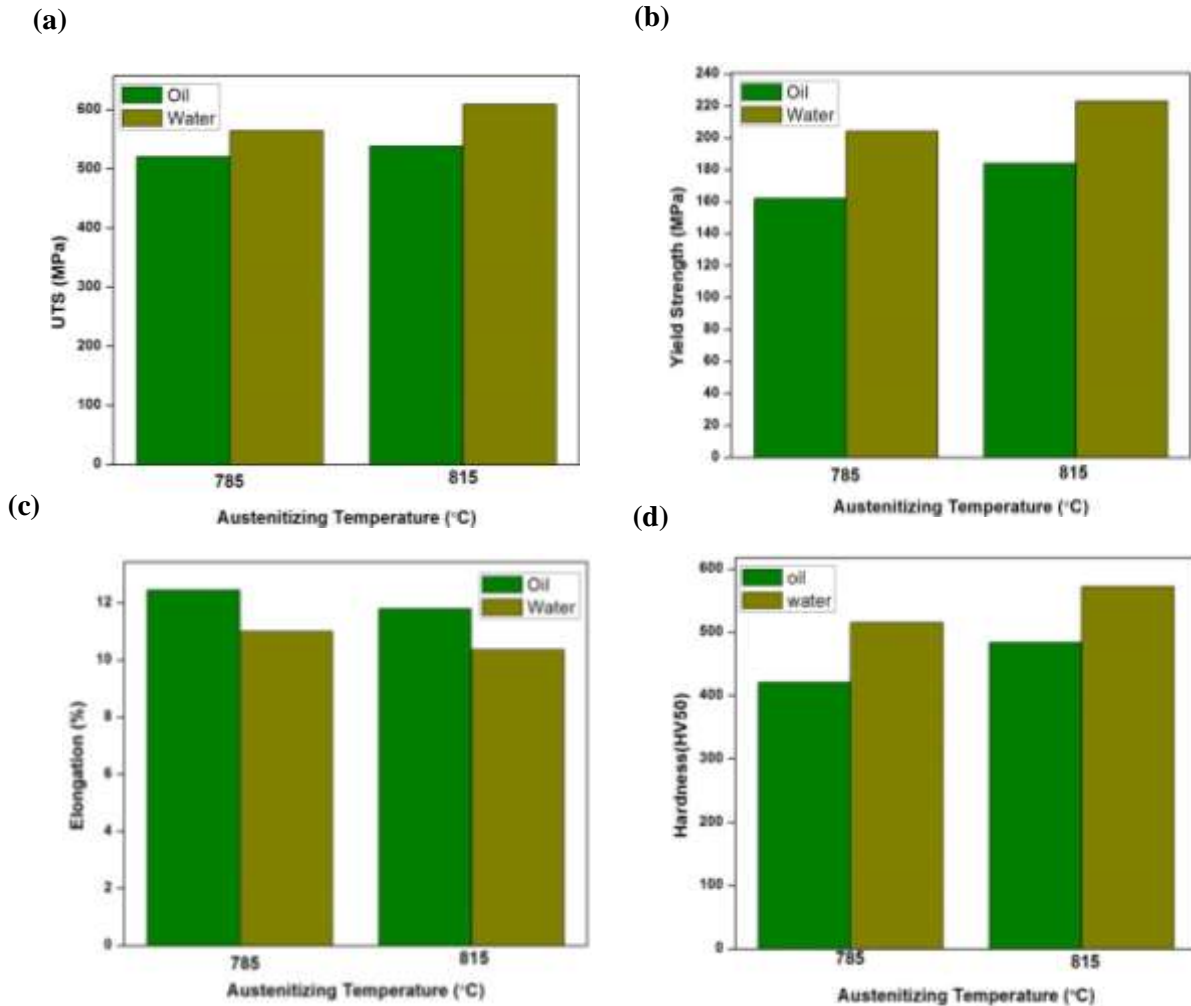 (a)
Oil
Water
600
500
400
300
200
100
0
UTS (MPa)
785
815
Austenitizing Temperature (°C)
(b)
Oil
Water
240
220
200
180
160
140
120
100
80
60
40
20
0
Yield Strength (MPa)
785
815
Austenitizing Temperature (°C)
(c)
Oil
Water
12
10
8
6
4
2
0
Elongation (%)
785
815
Austenitizing Temperature (°C)
(d)
oil
water
600
500
400
300
200
100
0
Hardness(HV50)
785
815
Austenitizing Temperature (°C)